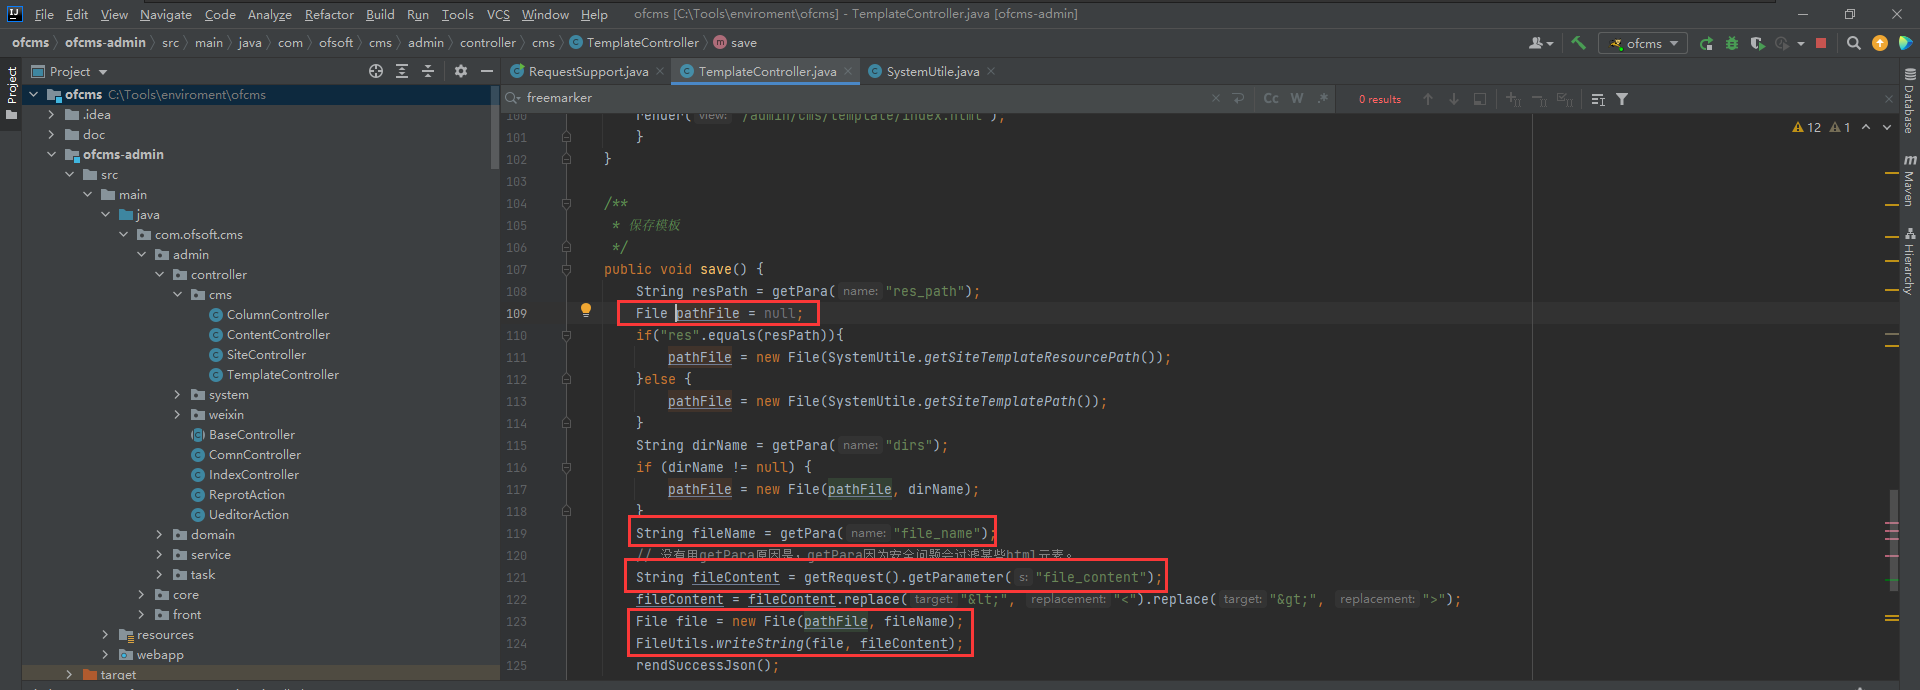 File Edit View Navigate Code Analyze Refactor Build Run Tools VCS Window Help ofcms [C:\Tools\enviroment\ofcms] - TemplateController.java [ofcms-admin]
ofcms ofcms-admin src main java com ofsoft cms admin controller cms TemplateController save ofcms
Project
RequestSupport.java TemplateController.java SystemUtile.java
freemarker Cc W .* 0 results
12 1
Project
ofcms C:\Tools\enviroment\ofcms
.idea
doc
ofcms-admin
src
main
java
com.ofsoft.cms
admin
controller
cms
ColumnController
ContentController
SiteController
TemplateController
system
weixin
BaseController
ComnController
IndexController
ReprotAction
UeditorAction
domain
service
task
core
front
resources
webapp
target
100 render( view: "/admin/cms/template/index.html");
101 }
102 }
103
104 /**
105 * 保存模板
106 */
107 public void save() {
108 String resPath = getPara( name: "res_path");
109 File pathFile = null;
110 if("res".equals(resPath)){
111 pathFile = new File(SystemUtile.getSiteTemplateResourcePath());
112 }else {
113 pathFile = new File(SystemUtile.getSiteTemplatePath());
114 }
115 String dirName = getPara( name: "dirs");
116 if (dirName != null) {
117 pathFile = new File(pathFile, dirName);
118 }
119 String fileName = getPara( name: "file_name");
120 // 没有用getPara原因是，getPara因为安全问题会过滤某些html元素。
121 String fileContent = getRequest().getParameter( s: "file_content");
122 fileContent = fileContent.replace( target: "&lt;", replacement: "<").replace( target: "&gt;", replacement: ">");
123 File file = new File(pathFile, fileName);
124 FileUtils.writeString(file, fileContent);
125 rendSuccessJson();
Database
Maven
Hierarchy